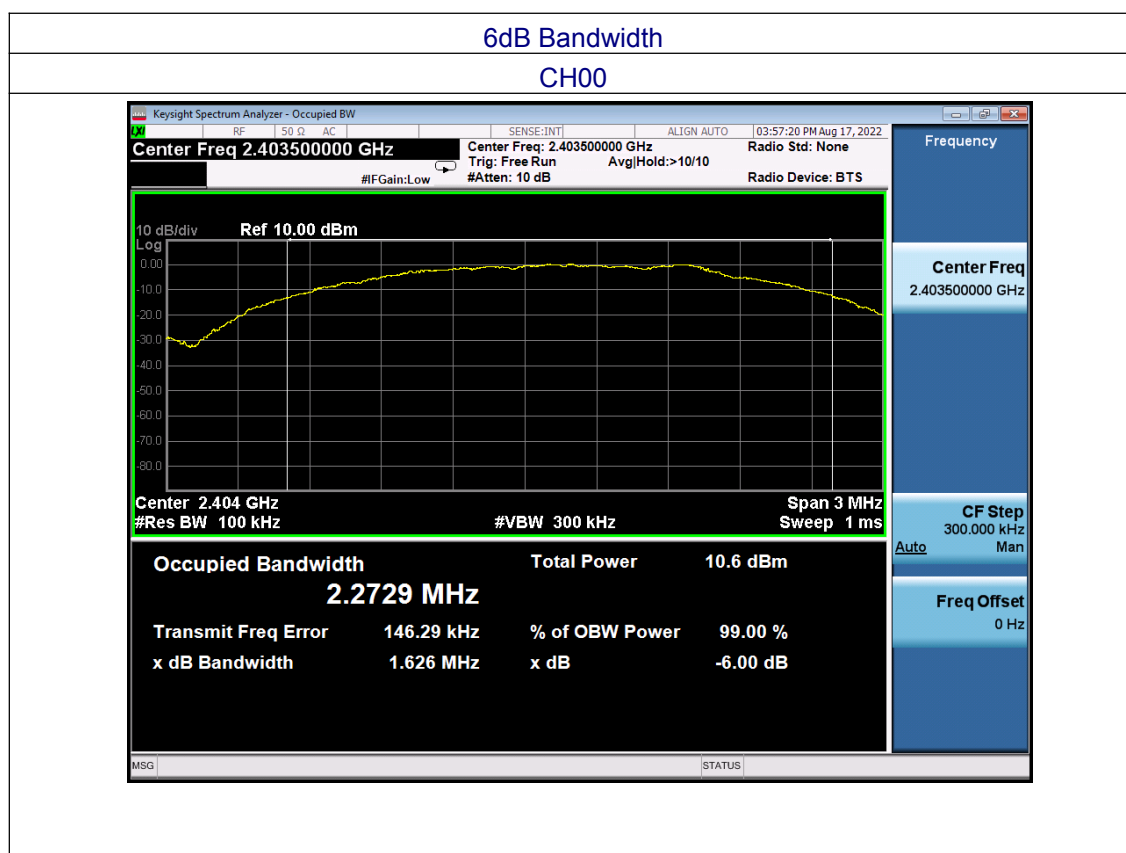 6dB Bandwidth
CH00
Keysight Spectrum Analyzer - Occupied BW
LXI RF 50 Ω AC SENSE:INT ALIGN AUTO 03:57:20 PM Aug 17, 2022
Center Freq 2.403500000 GHz
Center Freq: 2.403500000 GHz Radio Std: None
Trig: Free Run Avg|Hold:>10/10
#IFGain:Low #Atten: 10 dB Radio Device: BTS
10 dB/div Ref 10.00 dBm
Log
0.00
-10.0
-20.0
-30.0
-40.0
-50.0
-60.0
-70.0
-80.0
Center 2.404 GHz Span 3 MHz
#Res BW 100 kHz #VBW 300 kHz Sweep 1 ms
Occupied Bandwidth Total Power 10.6 dBm
2.2729 MHz
Transmit Freq Error 146.29 kHz % of OBW Power 99.00 %
x dB Bandwidth 1.626 MHz x dB -6.00 dB
Frequency
Center Freq
2.403500000 GHz
CF Step
300.000 kHz
Auto Man
Freq Offset
0 Hz
MSG STATUS